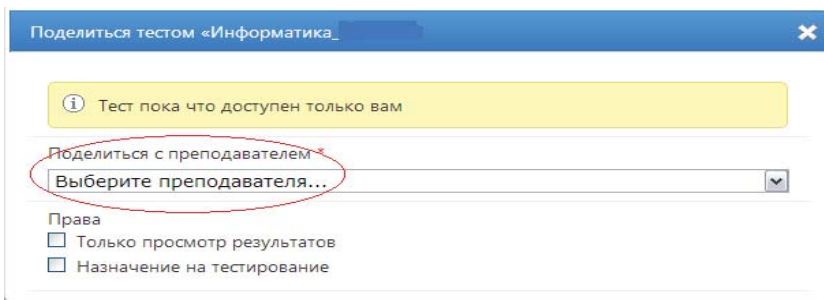 Поделиться тестом «Информатика_
Тест пока что доступен только вам
Поделиться с преподавателем *
Выберите преподавателя...
Права
Только просмотр результатов
Назначение на тестирование